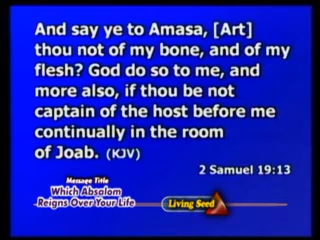 And say ye to Amasa, [Art]
thou not of my bone, and of my
flesh? God do so to me, and
more also, if thou be not
captain of the host before me
continually in the room
of Joab. (KJV)
2 Samuel 19:13
Message Title
Which Absalom
Reigns Over Your Life
Living Seed